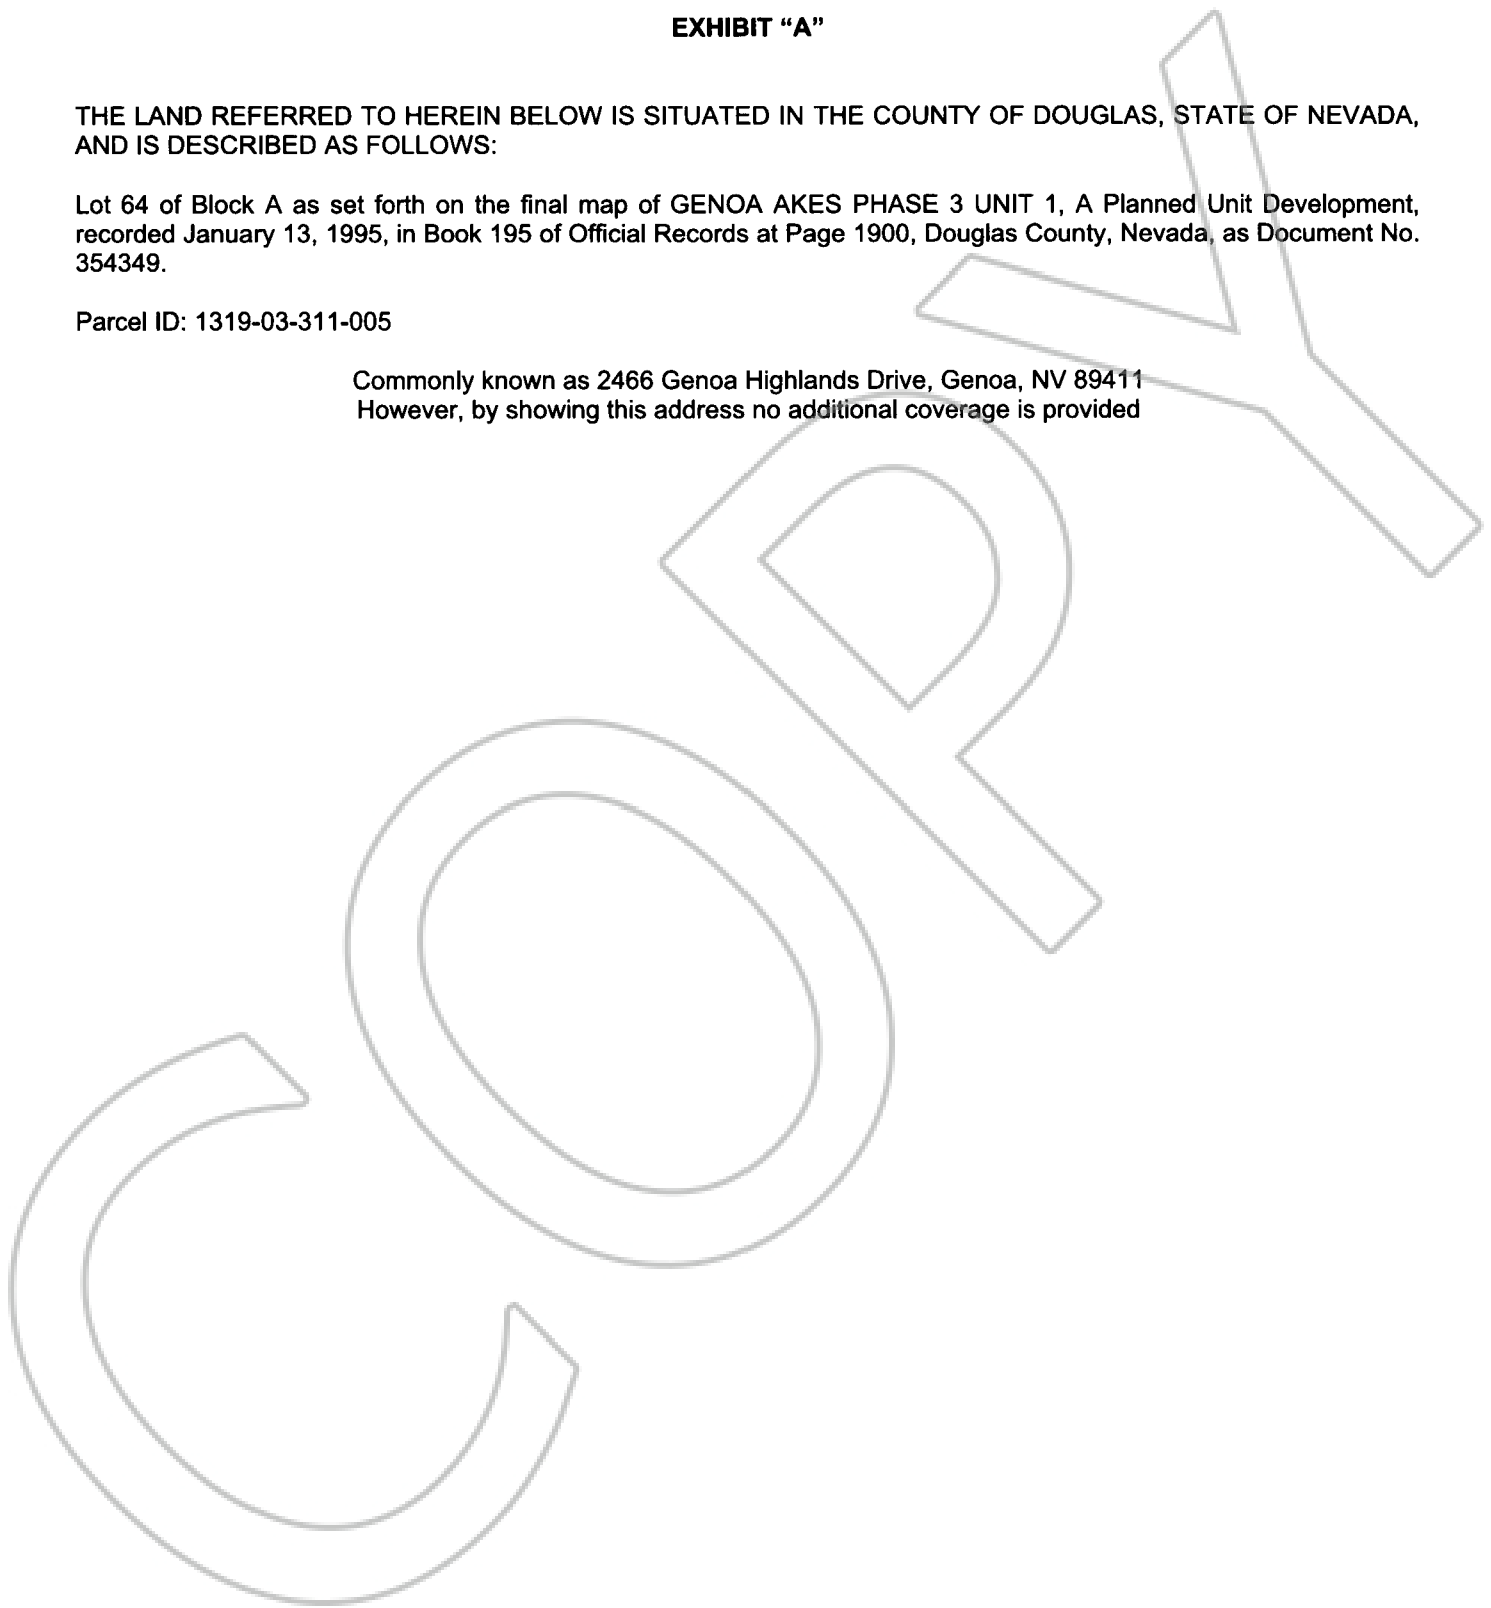 EXHIBIT “A”
THE LAND REFERRED TO HEREIN BELOW IS SITUATED IN THE COUNTY OF DOUGLAS, STATE OF NEVADA,
AND IS DESCRIBED AS FOLLOWS:
Lot 64 of Block A as set forth on the final map of GENOA AKES PHASE 3 UNIT 1, A Planned Unit Development,
recorded January 13, 1995, in Book 195 of Official Records at Page 1900, Douglas County, Nevada, as Document No.
354349.
Parcel ID: 1319-03-311-005
Commonly known as 2466 Genoa Highlands Drive, Genoa, NV 89411
However, by showing this address no additional coverage is provided
COPY